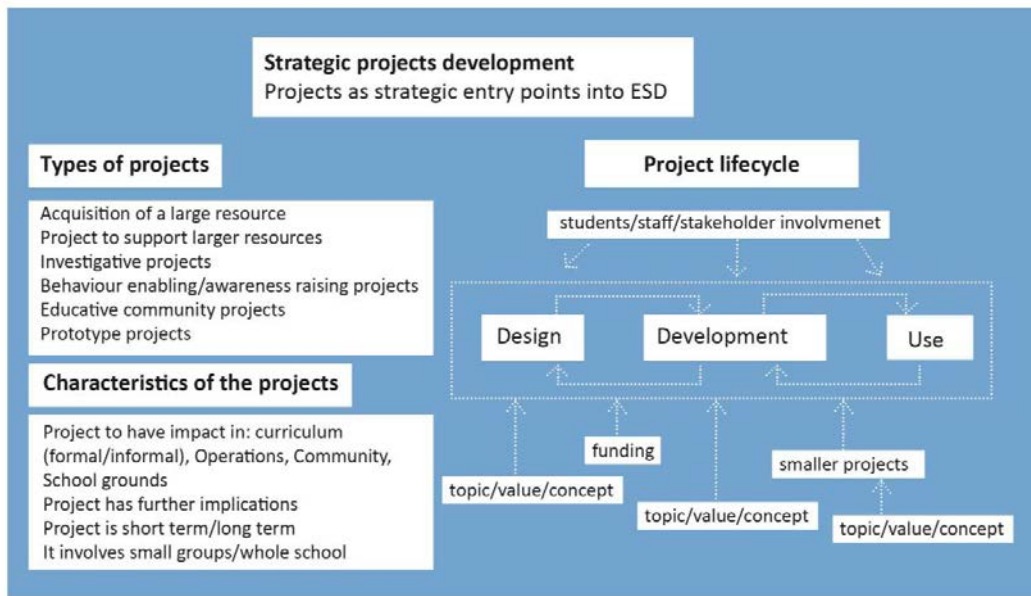 Strategic projects development
Projects as strategic entry points into ESD
Types of projects
Acquisition of a large resource
Project to support larger resources
Investigative projects
Behaviour enabling/awareness raising projects
Educative community projects
Prototype projects
Characteristics of the projects
Project to have impact in: curriculum
(formal/informal), Operations, Community,
School grounds
Project has further implications
Project is short term/long term
It involves small groups/whole school
Project lifecycle
students/staff/stakeholder involvmenet
Design
Development
Use
funding
smaller projects
topic/value/concept
topic/value/concept
topic/value/concept